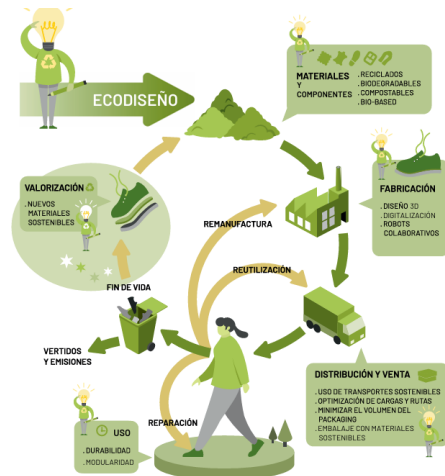 ECODISEÑO
MATERIALES
Y
COMPONENTES
.RECICLADOS
.BIODEGRADABLES
.COMPOSTABLES
.BIO-BASED
VALORIZACIÓN
.NUEVOS
MATERIALES
SOSTENIBLES
FABRICACIÓN
.DISEÑO 3D
.DIGITALIZACIÓN
.ROBOTS
COLABORATIVOS
REMANUFACTURA
REUTILIZACIÓN
FIN DE VIDA
VERTIDOS
Y EMISIONES
DISTRIBUCIÓN Y VENTA
.USO DE TRANSPORTES SOSTENIBLES
.OPTIMIZACIÓN DE CARGAS Y RUTAS
.MINIMIZAR EL VOLUMEN DEL
PACKAGING
.EMBALAJE CON MATERIALES
SOSTENIBLES
REPARACIÓN
USO
.DURABILIDAD
.MODULARIDAD